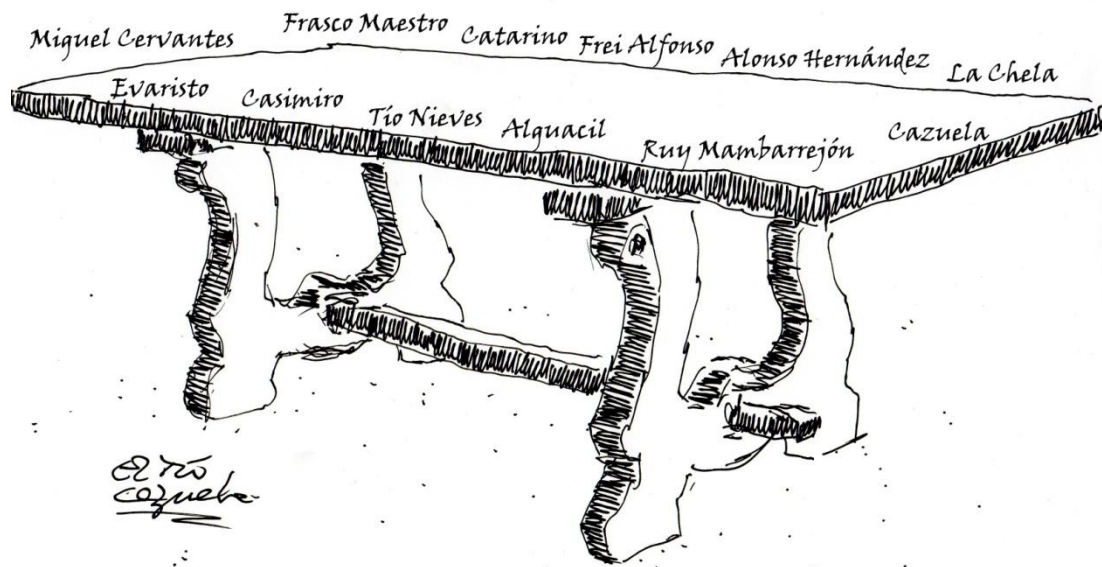 Miguel Cervantes
Frasco Maestro
Catarino
Frei Alfonso
Alonso Hernández
La Chela
Evaristo
Casimiro
Tío Nieves
Alguacil
Ruy Mambarrejón
Cazuela
El Tío
Cazuela